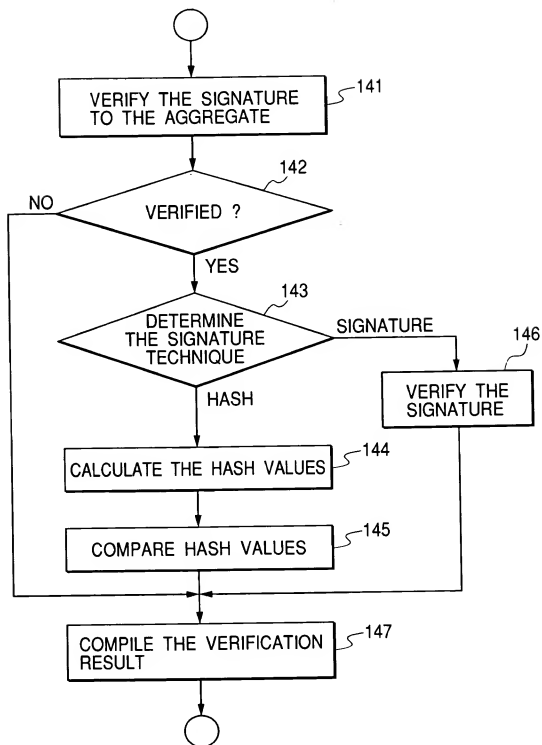 VERIFY THE SIGNATURE
TO THE AGGREGATE
141
142
VERIFIED ?
NO
YES
143
DETERMINE
THE SIGNATURE
TECHNIQUE
SIGNATURE
146
VERIFY THE
SIGNATURE
HASH
CALCULATE THE HASH VALUES
144
COMPARE HASH VALUES
145
COMPILE THE VERIFICATION
RESULT
147